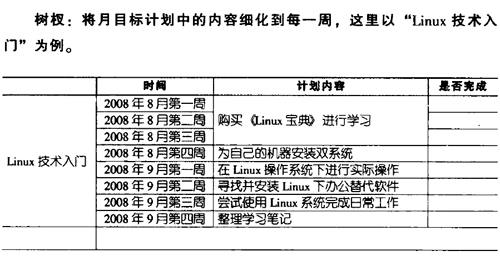 树杈：将月目标计划中的内容细化到每一周，这里以“Linux 技术入
门”为例。
时间 计划内容 是否完成
2008 年 8 月第一周
2008 年 8 月第二周 购买《Linux 宝典》进行学习
2008 年 8 月第三周
Linux 技术入门 2008 年 8 月第四周 为自己的机器安装双系统
2008 年 9 月第一周 在 Linux 操作系统下进行实际操作
2008 年 9 月第二周 寻找并安装 Linux 下办公替代软件
2008 年 9 月第三周 尝试使用 Linux 系统完成日常工作
2008 年 9 月第四周 整理学习笔记